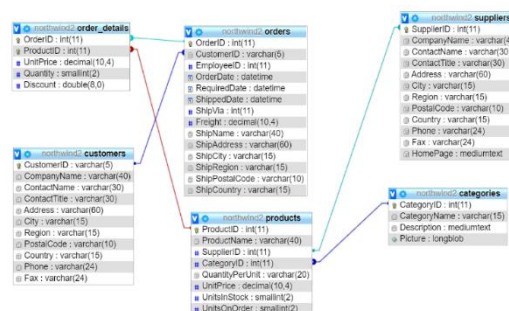 northwind2 order_details
OrderID : int(11)
ProductID : int(11)
UnitPrice : decimal(10,4)
Quantity : smallint(2)
Discount : double(8,0)
northwind2 orders
OrderID : int(11)
CustomerID : varchar(5)
EmployeeID : int(11)
OrderDate : datetime
RequiredDate : datetime
ShippedDate : datetime
ShipVia : int(11)
Freight : decimal(10,4)
ShipName : varchar(40)
ShipAddress : varchar(60)
ShipCity : varchar(15)
ShipRegion : varchar(15)
ShipPostalCode : varchar(10)
ShipCountry : varchar(15)
northwind2 suppliers
SupplierID : int(11)
CompanyName : varchar(4
ContactName : varchar(30
ContactTitle : varchar(30)
Address : varchar(60)
City : varchar(15)
Region : varchar(15)
PostalCode : varchar(10)
Country : varchar(15)
Phone : varchar(24)
Fax : varchar(24)
HomePage : mediumtext
northwind2 customers
CustomerID : varchar(5)
CompanyName : varchar(40)
ContactName : varchar(30)
ContactTitle : varchar(30)
Address : varchar(60)
City : varchar(15)
Region : varchar(15)
PostalCode : varchar(10)
Country : varchar(15)
Phone : varchar(24)
Fax : varchar(24)
northwind2 categories
CategoryID : int(11)
CategoryName : varchar(15)
Description : mediumtext
Picture : longblob
northwind2 products
ProductID : int(11)
ProductName : varchar(40)
SupplierID : int(11)
CategoryID : int(11)
QuantityPerUnit : varchar(20)
UnitPrice : decimal(10,4)
UnitsInStock : smallint(2)
UnitsOnOrder : smallint(2)